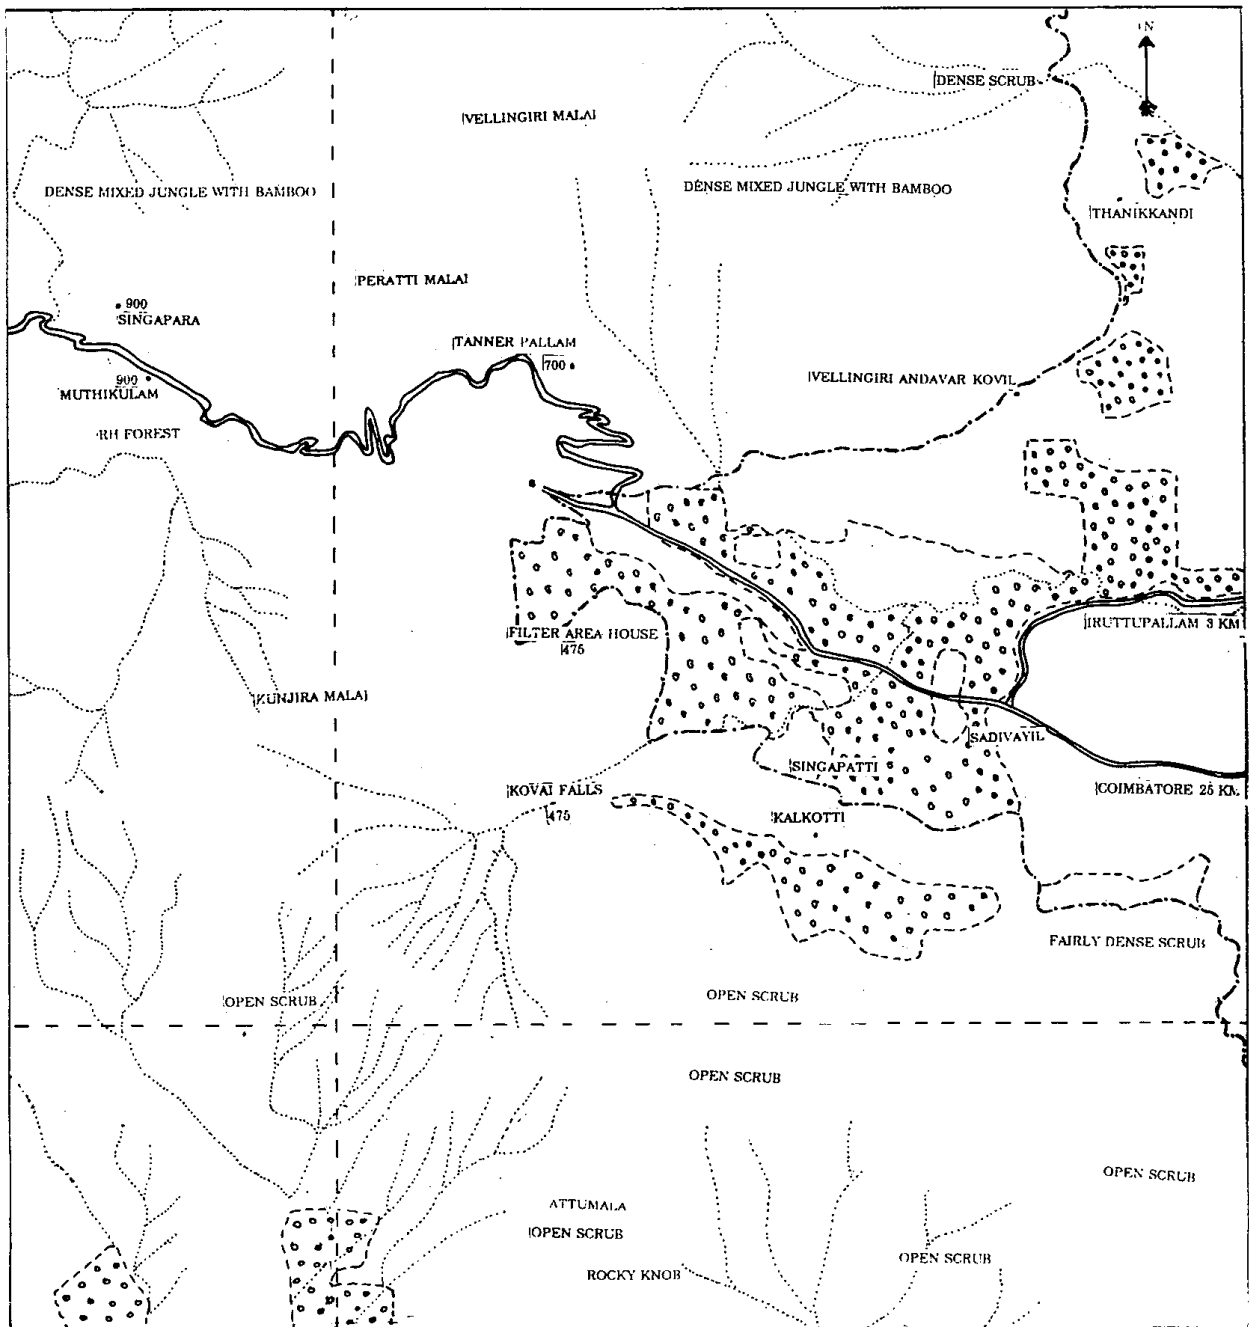 N
DENSE SCRUB
VELLINGIRI MALAI
DENSE MIXED JUNGLE WITH BAMBOO
DENSE MIXED JUNGLE WITH BAMBOO
THANIKKANDI
PERATTI MALAI
900
SINGAPARA
TANNER PALLAM
700
900
MUTHIKULAM
VELLINGIRI ANDAVAR KOVIL
RH FOREST
IRUTTUPALLAM 3 KM
FILTER AREA HOUSE
475
KUNJIRA MALAI
SADIVAYIL
SINGAPATTI
KOVAI FALLS
475
COIMBATORE 25 KM.
KALKOTTI
FAIRLY DENSE SCRUB
OPEN SCRUB
OPEN SCRUB
OPEN SCRUB
OPEN SCRUB
ATTUMALA
OPEN SCRUB
OPEN SCRUB
ROCKY KNOB